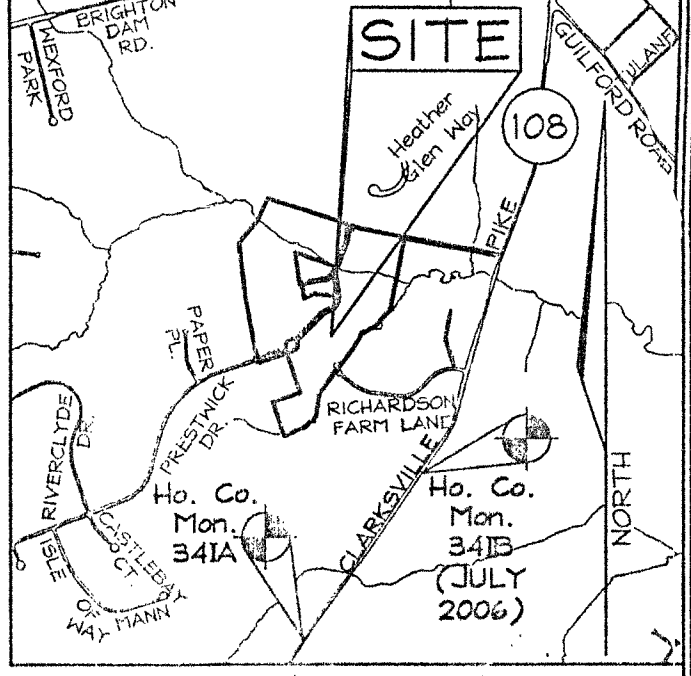 BRIGHTON
DAM
RD.
WEXFORD
PARK
SITE
GUILFORD ROAD
108
Heather
Glen Way
PIKE
PAPER
PL.
PRESTWICK
DR.
RICHARDSON
FARM LANE
RIVERCLYDE
DR.
CLARKSVILLE
Ho. Co.
Mon.
34IA
Ho. Co.
Mon.
34IB
(JULY
2006)
NORTH
CASTLEBAY
CT.
ISLE
OF
MANN
WAY